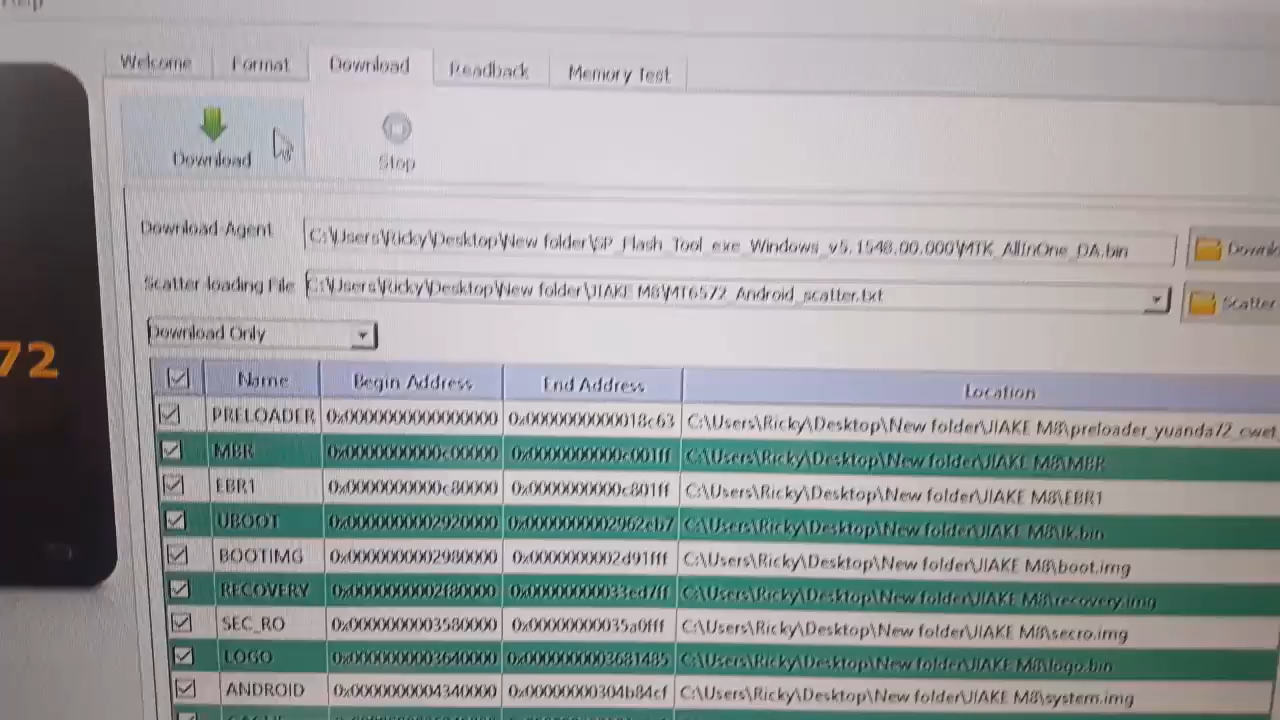 Help
Welcome Format Download Readback Memory Test
Download Stop
Download-Agent C:\Users\Ricky\Desktop\New folder\SP_Flash_Tool_exe_Windows_v5.1548.00.000\MTK_AllInOne_DA.bin Downlo
Scatter-loading File C:\Users\Ricky\Desktop\New folder\JIAKE M8\MT6572_Android_scatter.txt Scatter
Download Only
72
Name Begin Address End Address Location
PRELOADER 0x0000000000000000 0x0000000000018c63 C:\Users\Ricky\Desktop\New folder\JIAKE M8\preloader_yuanda72_cwet
MBR 0x0000000000c00000 0x0000000000c001ff C:\Users\Ricky\Desktop\New folder\JIAKE M8\MBR
EBR1 0x0000000000c80000 0x0000000000c801ff C:\Users\Ricky\Desktop\New folder\JIAKE M8\EBR1
UBOOT 0x0000000002920000 0x0000000002962eb7 C:\Users\Ricky\Desktop\New folder\JIAKE M8\lk.bin
BOOTIMG 0x0000000002980000 0x0000000002d91fff C:\Users\Ricky\Desktop\New folder\JIAKE M8\boot.img
RECOVERY 0x0000000002f80000 0x00000000033ed7ff C:\Users\Ricky\Desktop\New folder\JIAKE M8\recovery.img
SEC_RO 0x0000000003580000 0x00000000035a0fff C:\Users\Ricky\Desktop\New folder\JIAKE M8\secro.img
LOGO 0x0000000003640000 0x0000000003681485 C:\Users\Ricky\Desktop\New folder\JIAKE M8\logo.bin
ANDROID 0x0000000004340000 0x00000000304b84cf C:\Users\Ricky\Desktop\New folder\JIAKE M8\system.img